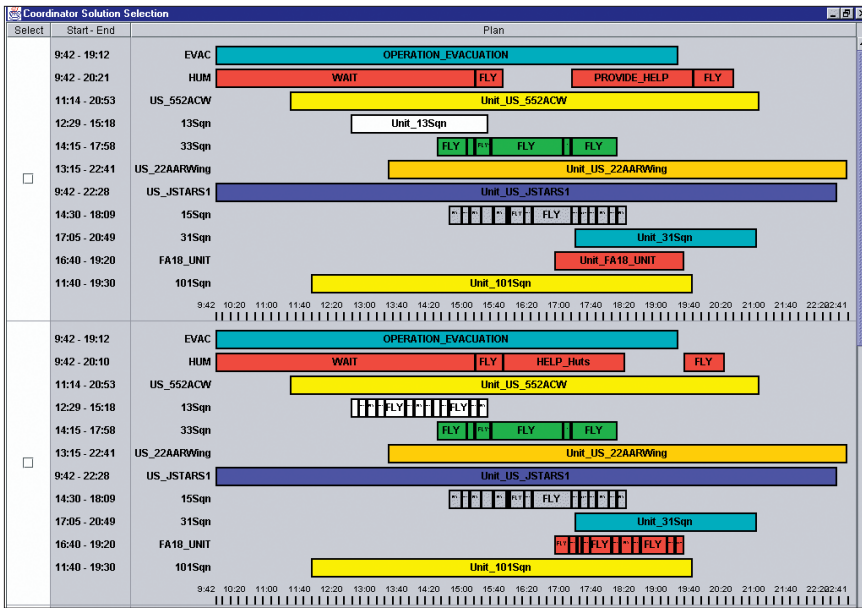 Coordinator Solution Selection
Select Start - End Plan
9:42 - 19:12 EVAC OPERATION_EVACUATION
9:42 - 20:21 HUM WAIT FLY PROVIDE_HELP FLY
11:14 - 20:53 US_552ACW Unit_US_552ACW
12:29 - 15:18 13Sqn Unit_13Sqn
14:15 - 17:58 33Sqn FLY FLY FLY FLY
13:15 - 22:41 US_22AARWing Unit_US_22AARWing
9:42 - 22:28 US_JSTARS1 Unit_US_JSTARS1
14:30 - 18:09 15Sqn FLY FLY
17:05 - 20:49 31Sqn Unit_31Sqn
16:40 - 19:20 FA18_UNIT Unit_FA18_UNIT
11:40 - 19:30 101Sqn Unit_101Sqn
9:42 10:20 11:00 11:40 12:20 13:00 13:40 14:20 15:00 15:40 16:20 17:00 17:40 18:20 19:00 19:40 20:20 21:00 21:40 22:20 22:41
9:42 - 19:12 EVAC OPERATION_EVACUATION
9:42 - 20:10 HUM WAIT FLY HELP_Huts FLY
11:14 - 20:53 US_552ACW Unit_US_552ACW
12:29 - 15:18 13Sqn FLY FLY
14:15 - 17:58 33Sqn FLY FLY FLY FLY
13:15 - 22:41 US_22AARWing Unit_US_22AARWing
9:42 - 22:28 US_JSTARS1 Unit_US_JSTARS1
14:30 - 18:09 15Sqn FLY FLY
17:05 - 20:49 31Sqn Unit_31Sqn
16:40 - 19:20 FA18_UNIT FLY FLY FLY
11:40 - 19:30 101Sqn Unit_101Sqn
9:42 10:20 11:00 11:40 12:20 13:00 13:40 14:20 15:00 15:40 16:20 17:00 17:40 18:20 19:00 19:40 20:20 21:00 21:40 22:20 22:41